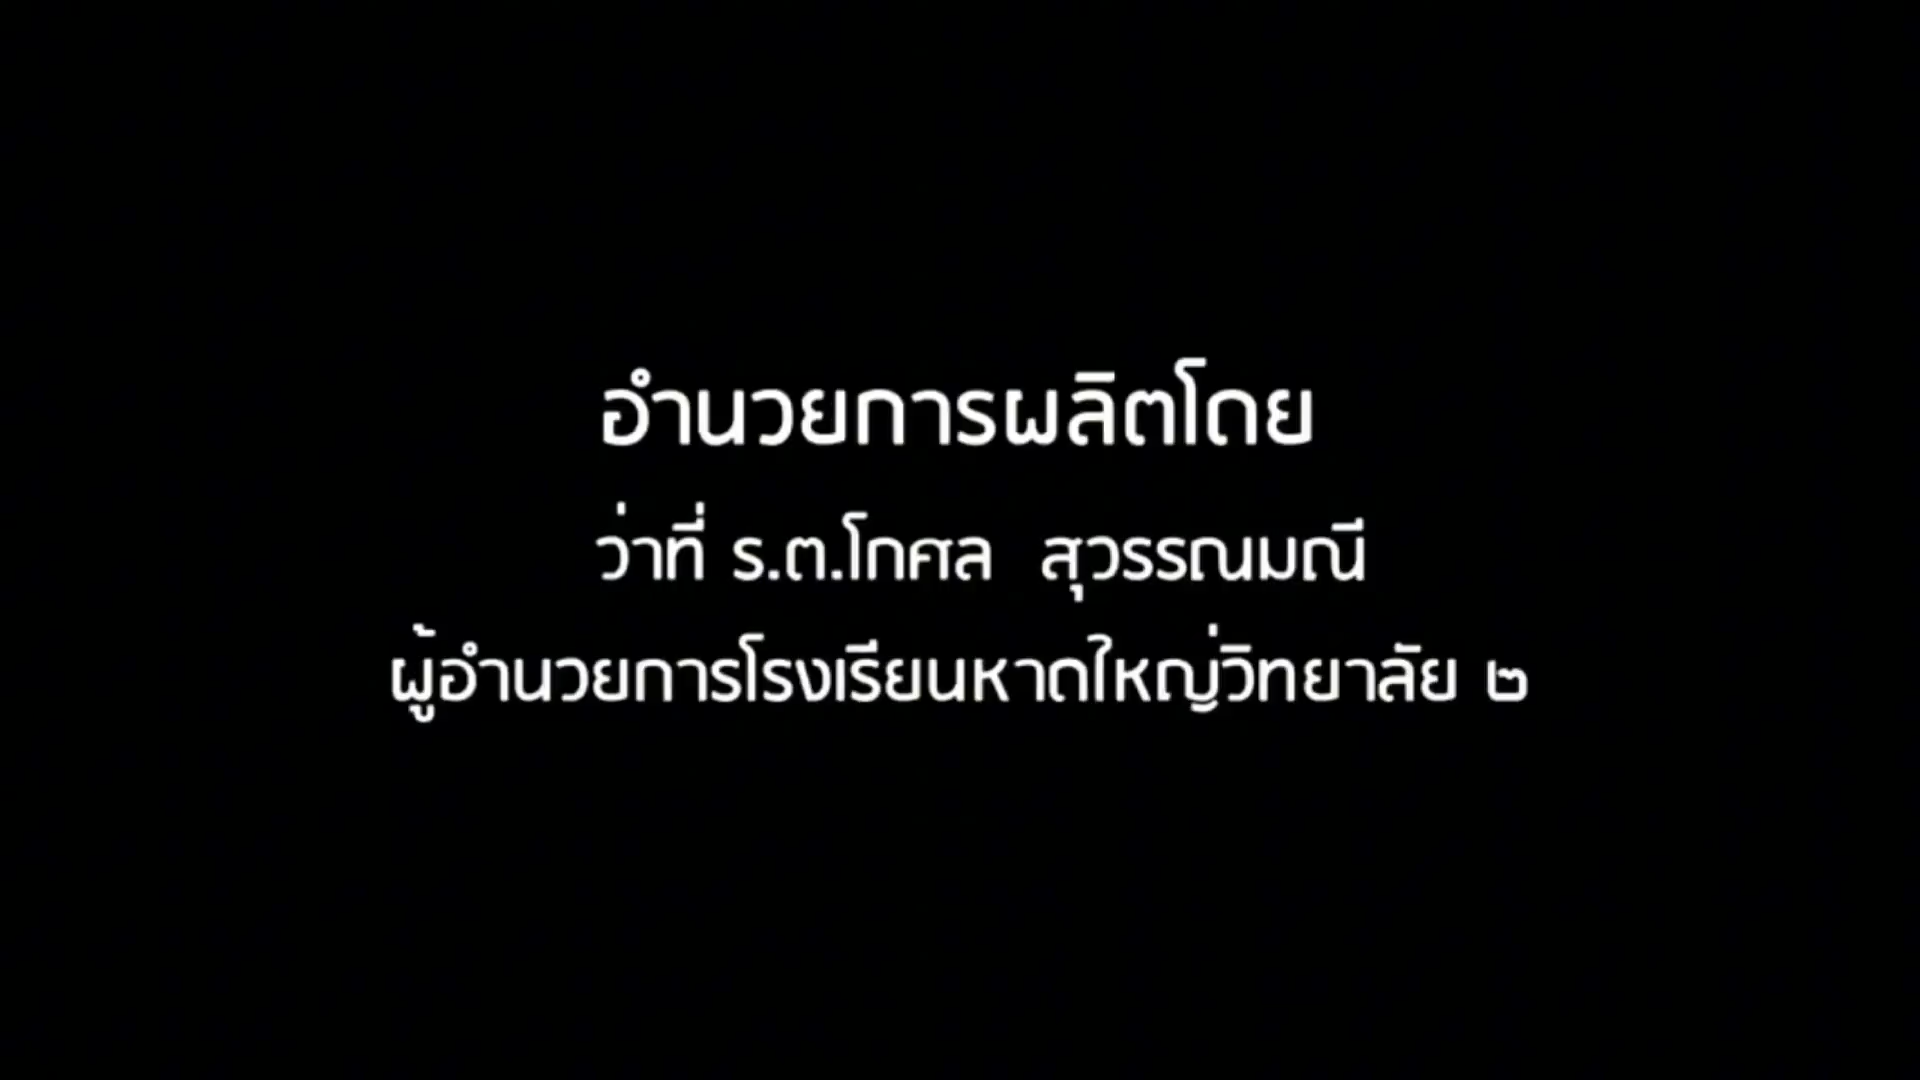 อำนวยการผลิตโดย
ว่าที่ ร.ต.โกศล  สุวรรณมณี
ผู้อำนวยการโรงเรียนหาดใหญ่วิทยาลัย ๒